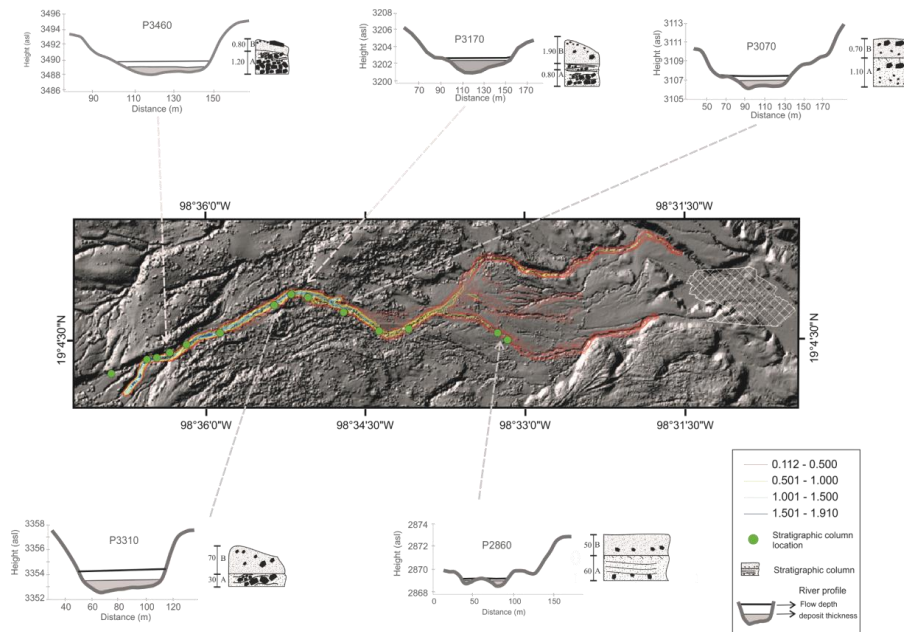 P3460
3496
3494
3492
3490
3488
3486
Height (asl)
90 110 130 150
Distance (m)
0.80 B
1.20 A
P3170
3208
3206
3204
3202
3200
Height (asl)
70 90 110 130 150 175
Distance (m)
1.90 B
0.80 A
P3070
3113
3111
3109
3107
3105
Height (asl)
50 70 90 110 130 150 170
Distance (m)
0.70 B
1.10 A
98°36'0"W 98°31'30"W
19°4'30"N
19°4'30"N
98°36'0"W 98°34'30"W 98°33'0"W 98°31'30"W
P3310
3358
3356
3354
3352
Height (asl)
40 60 80 100 120
Distance (m)
70 B
30 A
P2860
2874
2872
2870
2868
Height (asl)
0 50 100 150
Distance (m)
50 B
60 A
0.112 - 0.500
0.501 - 1.000
1.001 - 1.500
1.501 - 1.910
Stratigraphic column
location
Stratigraphic column
River profile
Flow depth
deposit thickness